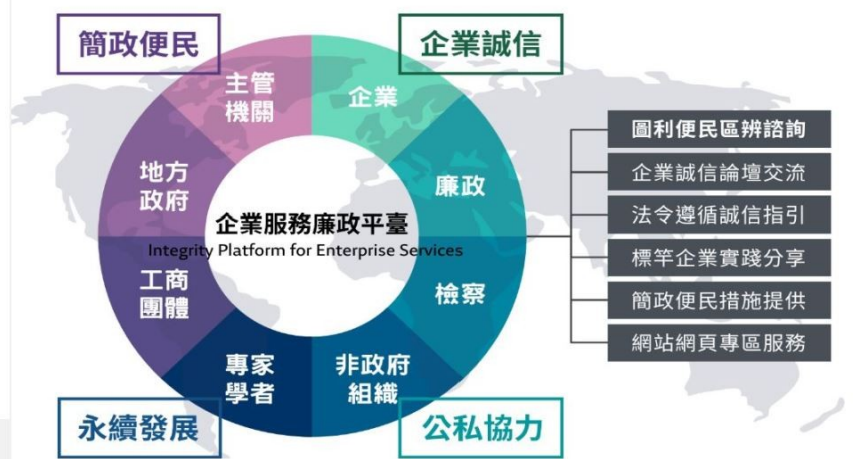 簡政便民
企業誠信
主管
機關
企業
地方
政府
廉政
企業服務廉政平臺
Integrity Platform for Enterprise Services
工商
團體
檢察
專家
學者
非政府
組織
永續發展
公私協力
圖利便民區辨諮詢
企業誠信論壇交流
法令遵循誠信指引
標竿企業實踐分享
簡政便民措施提供
網站網頁專區服務